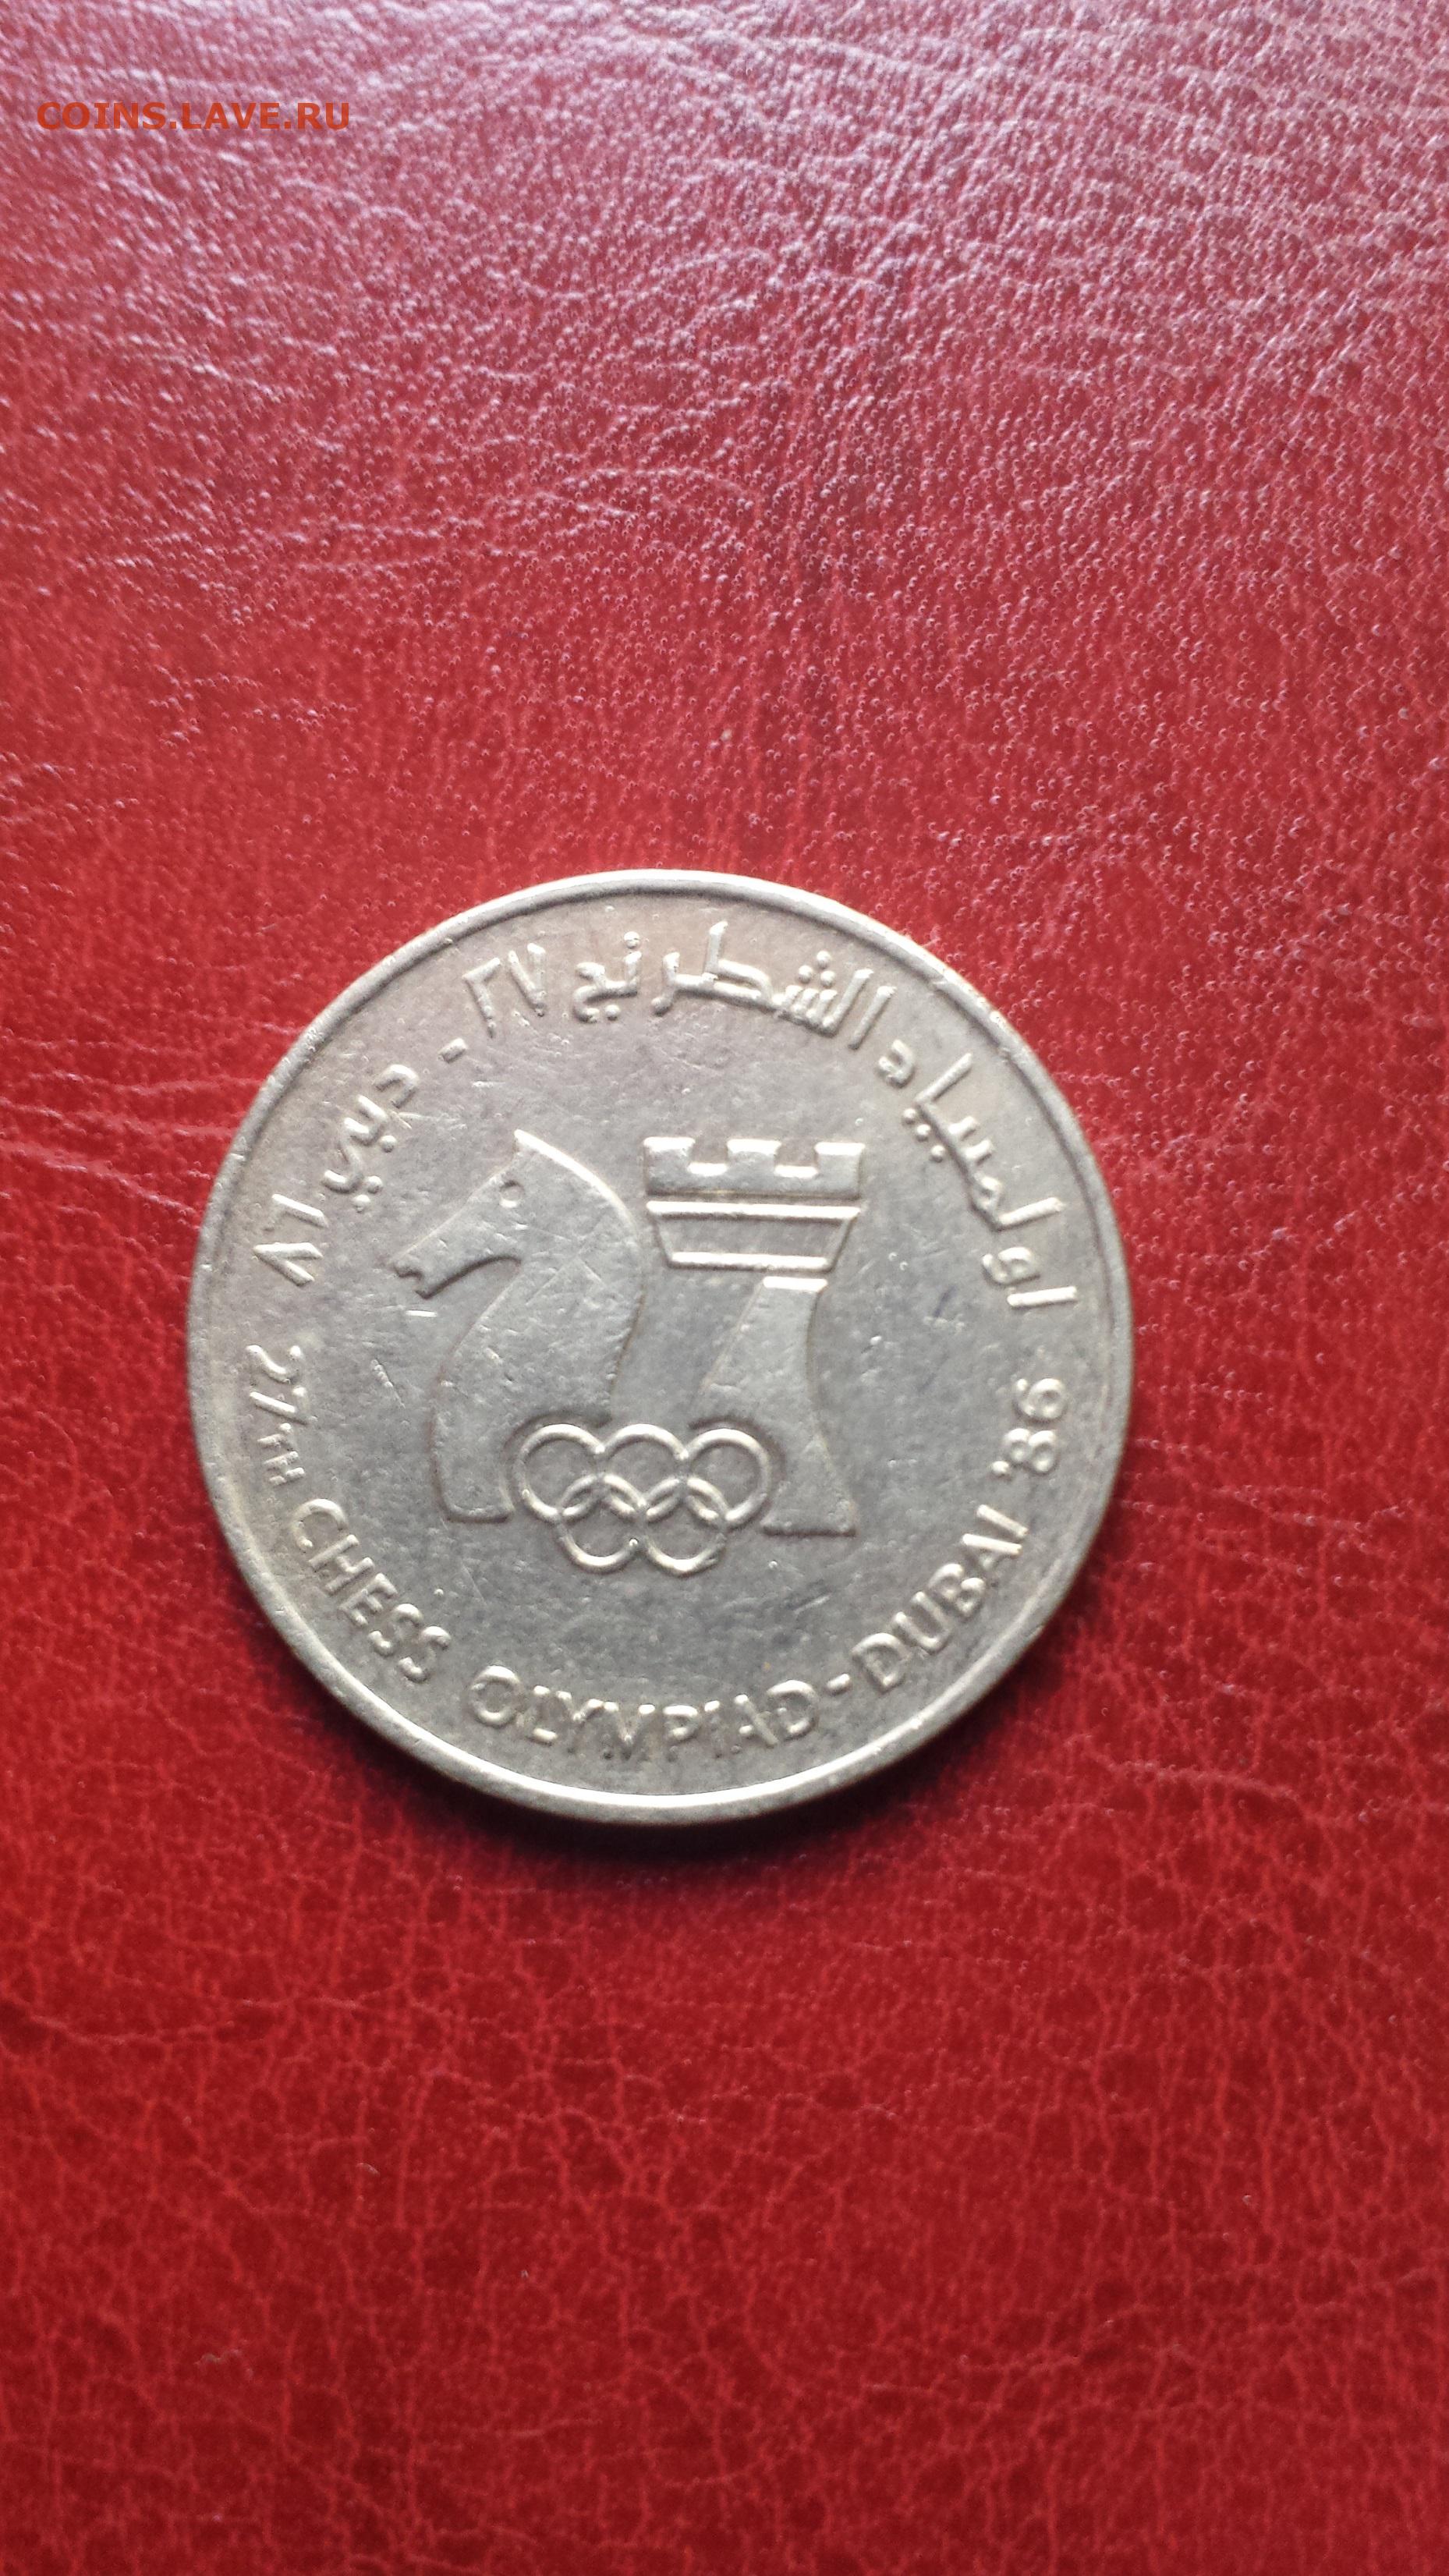 COINS.LAVE.RU
اولمبياد الشطرنج ٢٧ - دبي ٨٦
27TH CHESS OLYMPIAD - DUBAI '86